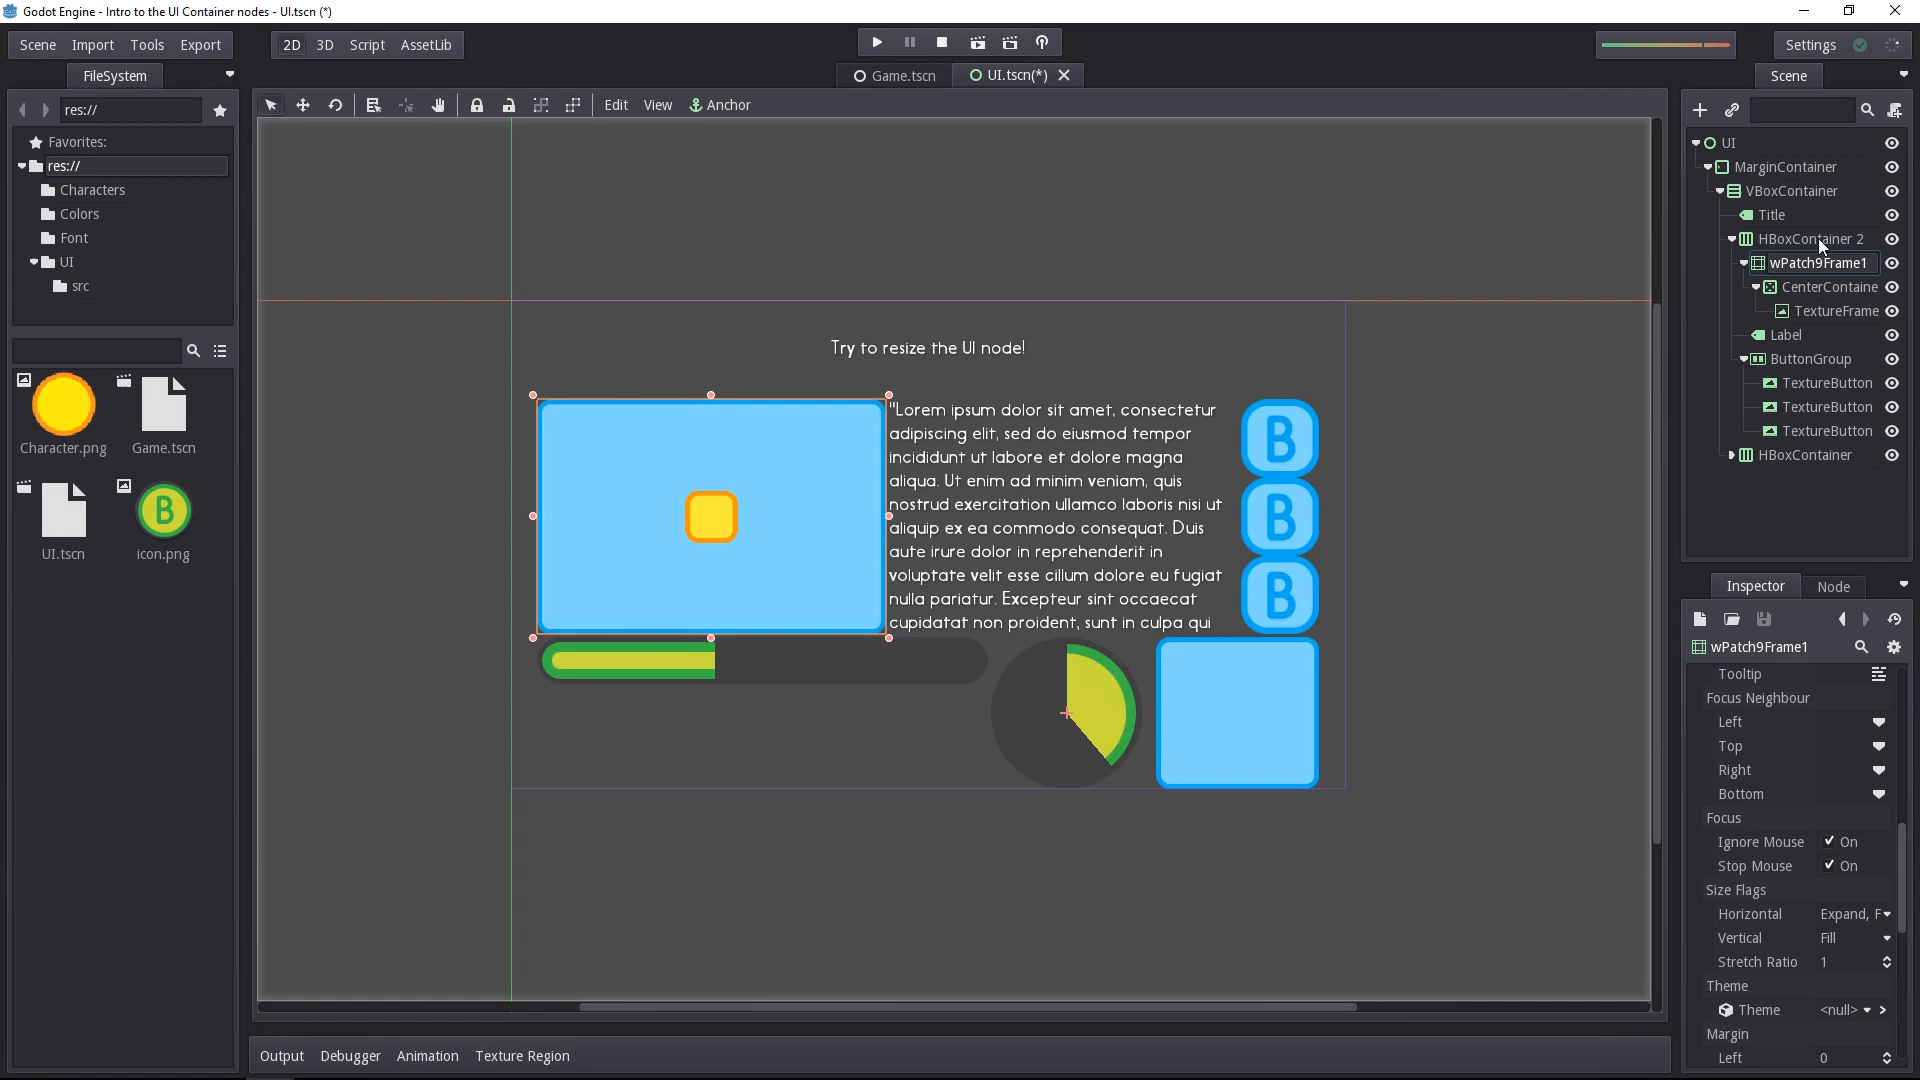 Godot Engine - Intro to the UI Container nodes - UI.tscn (*)
Scene Import Tools Export
2D 3D Script AssetLib
Settings
FileSystem
Game.tscn
UI.tscn(*)
Scene
res://
Edit View Anchor
Favorites:
res://
Characters
Colors
Font
UI
src
Character.png
Game.tscn
UI.tscn
B
icon.png
Try to resize the UI node!
"Lorem ipsum dolor sit amet, consectetur
adipiscing elit, sed do eiusmod tempor
incididunt ut labore et dolore magna
aliqua. Ut enim ad minim veniam, quis
nostrud exercitation ullamco laboris nisi ut
aliquip ex ea commodo consequat. Duis
aute irure dolor in reprehenderit in
voluptate velit esse cillum dolore eu fugiat
nulla pariatur. Excepteur sint occaecat
cupidatat non proident, sunt in culpa qui
B
B
B
UI
MarginContainer
VBoxContainer
Title
HBoxContainer 2
wPatch9Frame1
CenterContaine
TextureFrame
Label
ButtonGroup
TextureButton
TextureButton
TextureButton
HBoxContainer
Inspector Node
wPatch9Frame1
Tooltip
Focus Neighbour
Left
Top
Right
Bottom
Focus
Ignore Mouse On
Stop Mouse On
Size Flags
Horizontal Expand, F
Vertical Fill
Stretch Ratio 1
Theme
Theme <null>
Margin
Left 0
Output Debugger Animation Texture Region